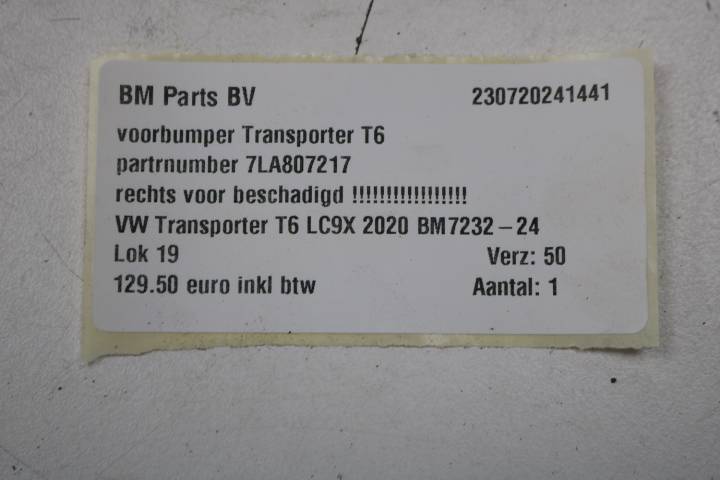 BM Parts BV 230720241441
voorbumper Transporter T6
partrnumber 7LA807217
rechts voor beschadigd !!!!!!!!!!!!!!!!!
VW Transporter T6 LC9X 2020 BM7232-24
Lok 19 Verz: 50
129.50 euro inkl btw Aantal: 1